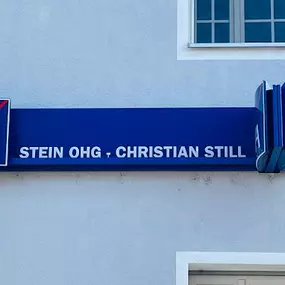 STEIN OHG - CHRISTIAN STILL